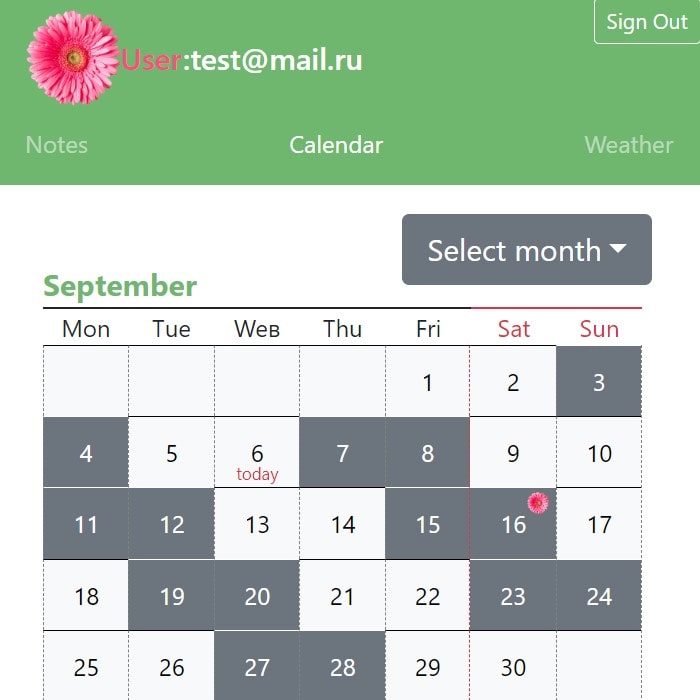 Sign Out
User:test@mail.ru
Notes Calendar Weather
Select month
September
Mon Tue Weв Thu Fri Sat Sun
1 2 3
4 5 6 7 8 9 10
today
11 12 13 14 15 16 17
18 19 20 21 22 23 24
25 26 27 28 29 30